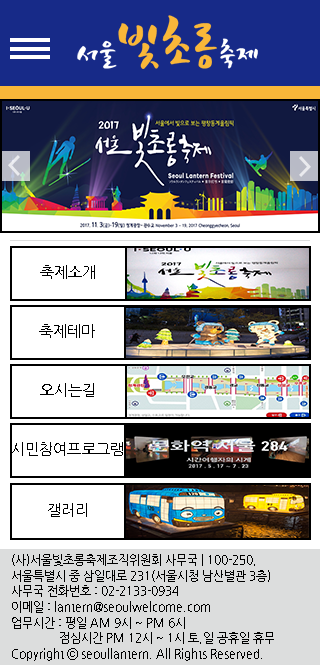 서울 빛초롱 축제
I·SEOUL·U
서울특별시
서울에서 빛으로 보는 평창동계올림픽
2017
서울 빛초롱축제
Seoul Lantern Festival
2017. 11. 3(금)-19(일) 청계광장~수표교 November 3 - 19, 2017 Cheonggyecheon, Seoul
축제소개
I·SEOUL·U
2017
서울 빛초롱축제
축제테마
오시는길
시민참여프로그램
문화역서울 284
시간여행자의 시계
2017. 5. 17 ~ 7. 23
갤러리
(사)서울빛초롱축제조직위원회 사무국 | 100-250,
서울특별시 중 삼일대로 231(서울시청 남산별관 3층)
사무국 전화번호 : 02-2133-0934
이메일 : lantern@seoulwelcome.com
업무시간 : 평일 AM 9시 ~ PM 6시
점심시간 PM 12시 ~ 1시 토, 일 공휴일 휴무
Copyright ⓒ seoullantern. All Rights Reserved.